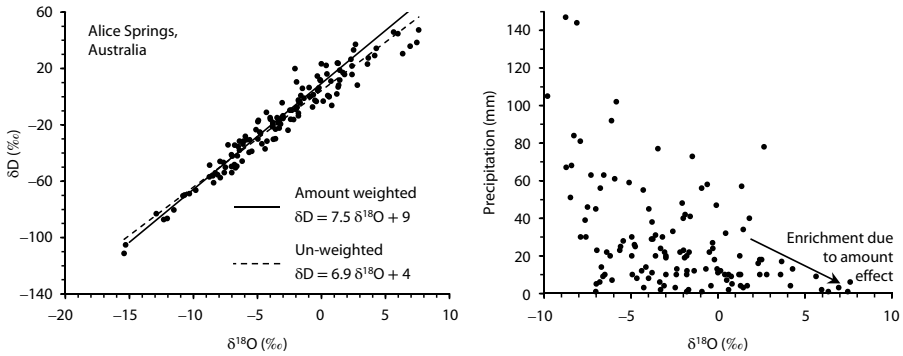 60
20
−20
−60
−100
−140
−20
−15
−10
−5
0
5
10
δD (‰)
δ¹⁸O (‰)
Alice Springs,
Australia
Amount weighted
δD = 7.5 δ¹⁸O + 9
Un-weighted
δD = 6.9 δ¹⁸O + 4
140
120
100
80
60
40
20
0
−10
−5
0
5
10
Precipitation (mm)
δ¹⁸O (‰)
Enrichment due
to amount
effect